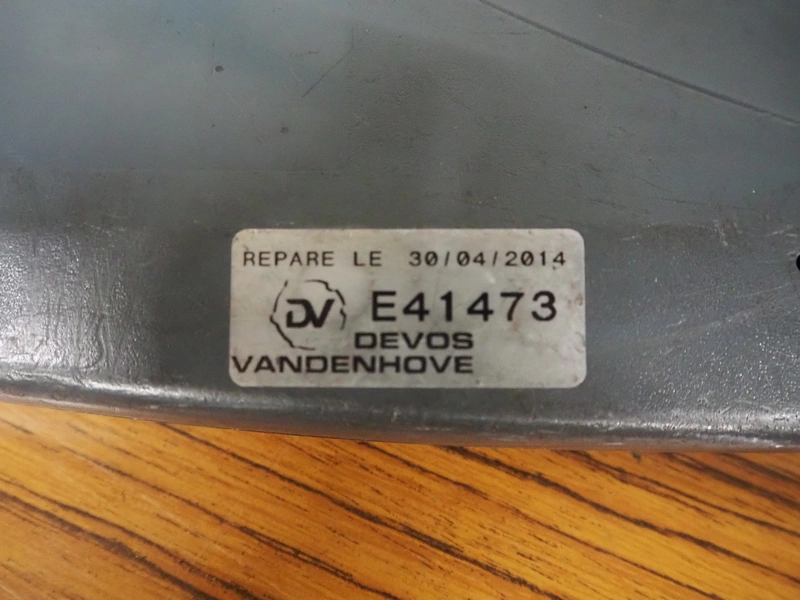 REPARE LE 30/04/2014
DV E41473
DEVOS
VANDENHOVE